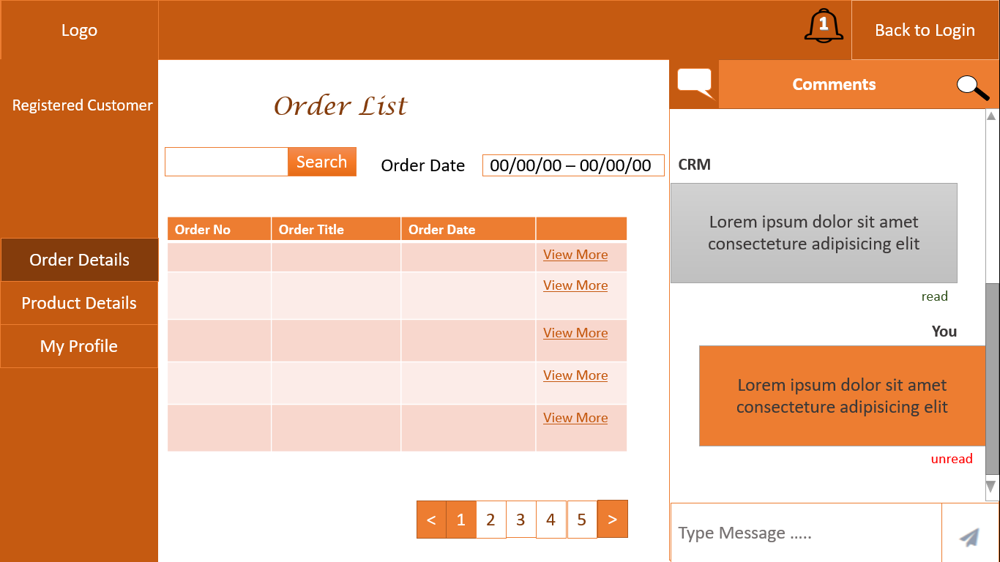 Logo
1
Back to Login
Registered Customer
Order Details
Product Details
My Profile
Order List
Search
Order Date
00/00/00 – 00/00/00
Order No
Order Title
Order Date
View More
View More
View More
View More
View More
<
1
2
3
4
5
>
Comments
CRM
Lorem ipsum dolor sit amet
consecteture adipisicing elit
read
You
Lorem ipsum dolor sit amet
consecteture adipisicing elit
unread
Type Message .....